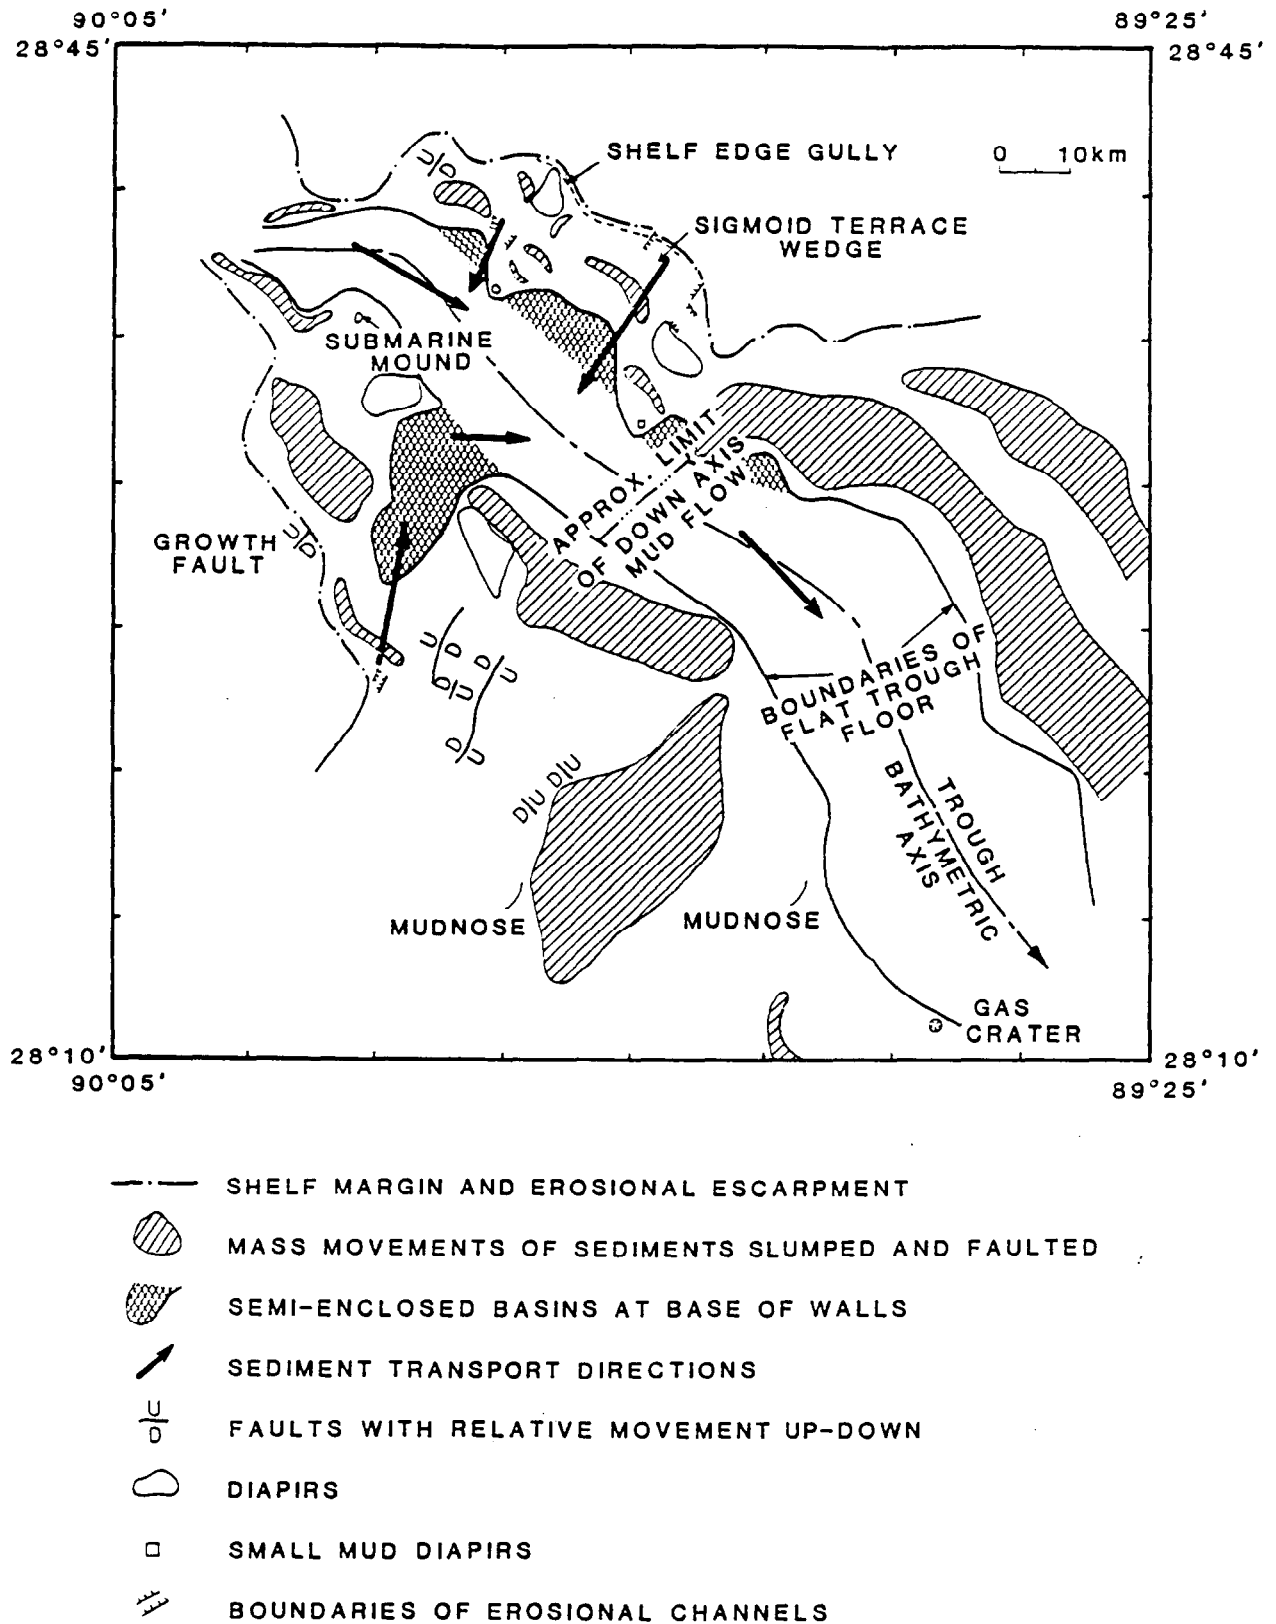 90°05'
89°25'
28°45'
28°45'
SHELF EDGE GULLY
0 10km
U
D
SIGMOID TERRACE
WEDGE
SUBMARINE
MOUND
APPROX LIMIT
OF DOWN AXIS
MUD FLOW
GROWTH
FAULT
U
D
U
D
D
U
D
U
D
U
BOUNDARIES OF
FLAT TROUGH
FLOOR
D|U D|U
TROUGH
BATHYMETRIC
AXIS
MUDNOSE
MUDNOSE
GAS
CRATER
28°10'
28°10'
90°05'
89°25'
SHELF MARGIN AND EROSIONAL ESCARPMENT
MASS MOVEMENTS OF SEDIMENTS SLUMPED AND FAULTED
SEMI-ENCLOSED BASINS AT BASE OF WALLS
SEDIMENT TRANSPORT DIRECTIONS
U
D
FAULTS WITH RELATIVE MOVEMENT UP-DOWN
DIAPIRS
SMALL MUD DIAPIRS
BOUNDARIES OF EROSIONAL CHANNELS